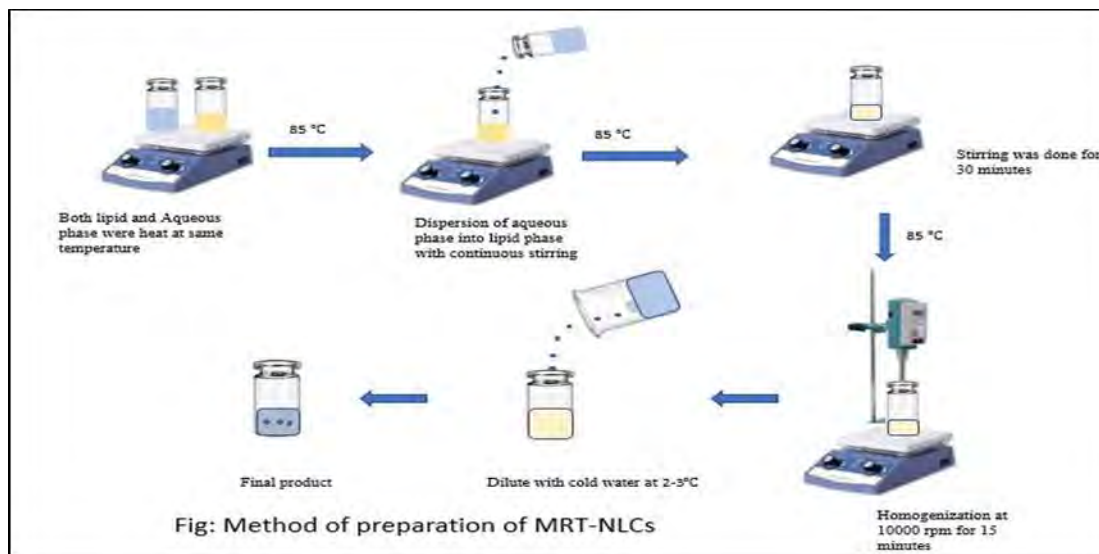 85 °C
85 °C
Stirring was done for
30 minutes
Both lipid and Aqueous
phase were heat at same
temperature
Dispersion of aqueous
phase into lipid phase
with continuous stirring
85 °C
Final product
Dilute with cold water at 2-3°C
Homogenization at
10000 rpm for 15
minutes
Fig: Method of preparation of MRT-NLCs